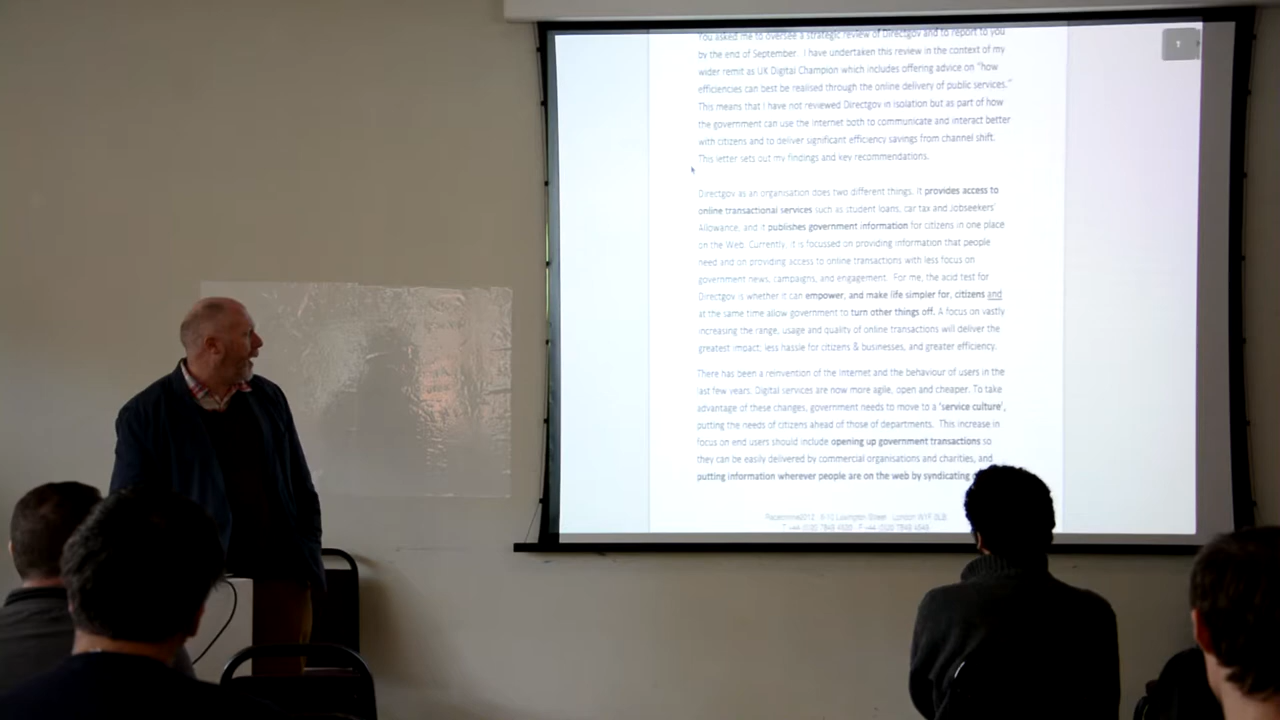 You asked me to oversee a strategic review of Directgov and to report to you
by the end of September. I have undertaken this review in the context of my
wider remit as UK Digital Champion which includes offering advice on "how
efficiencies can best be realised through the online delivery of public services."
This means that I have not reviewed Directgov in isolation but as part of how
the government can use the Internet both to communicate and interact better
with citizens and to deliver significant efficiency savings from channel shift.
This letter sets out my findings and key recommendations.
Directgov as an organisation does two different things. It provides access to
online transactional services such as student loans, car tax and Jobseekers'
Allowance, and it publishes government information for citizens in one place
on the Web. Currently, it is focussed on providing information that people
need and on providing access to online transactions with less focus on
government news, campaigns, and engagement. For me, the acid test for
Directgov is whether it can empower, and make life simpler for, citizens and
at the same time allow government to turn other things off. A focus on vastly
increasing the range, usage and quality of online transactions will deliver the
greatest impact: less hassle for citizens & businesses, and greater efficiency.
There has been a reinvention of the Internet and the behaviour of users in the
last few years. Digital services are now more agile, open and cheaper. To take
advantage of these changes, government needs to move to a 'service culture',
putting the needs of citizens ahead of those of departments. This increase in
focus on end users should include opening up government transactions so
they can be easily delivered by commercial organisations and charities, and
putting information wherever people are on the web by syndicating
Raceonline2012 London W1F